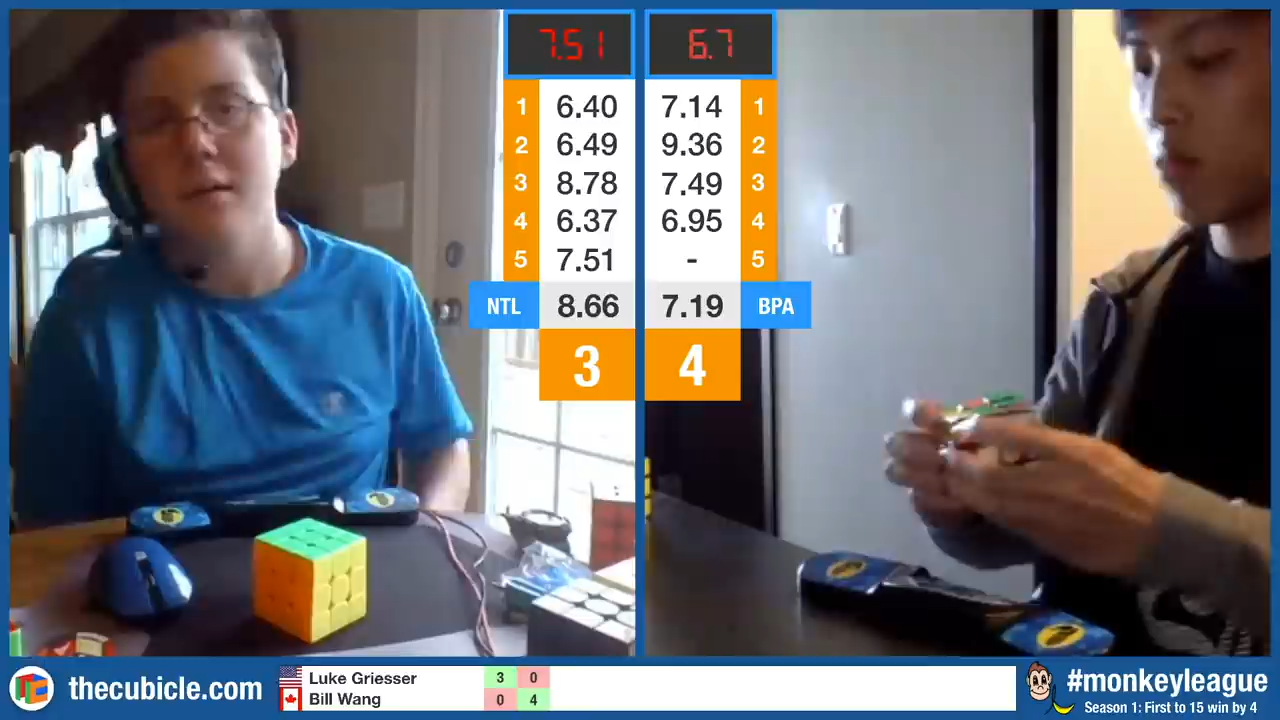 7.51 6.7
1 6.40 7.14 1
2 6.49 9.36 2
3 8.78 7.49 3
4 6.37 6.95 4
5 7.51 - 5
NTL 8.66 7.19 BPA
3 4
thecubicle.com
Luke Griesser 3 0
Bill Wang 0 4
#monkeyleague
Season 1: First to 15 win by 4